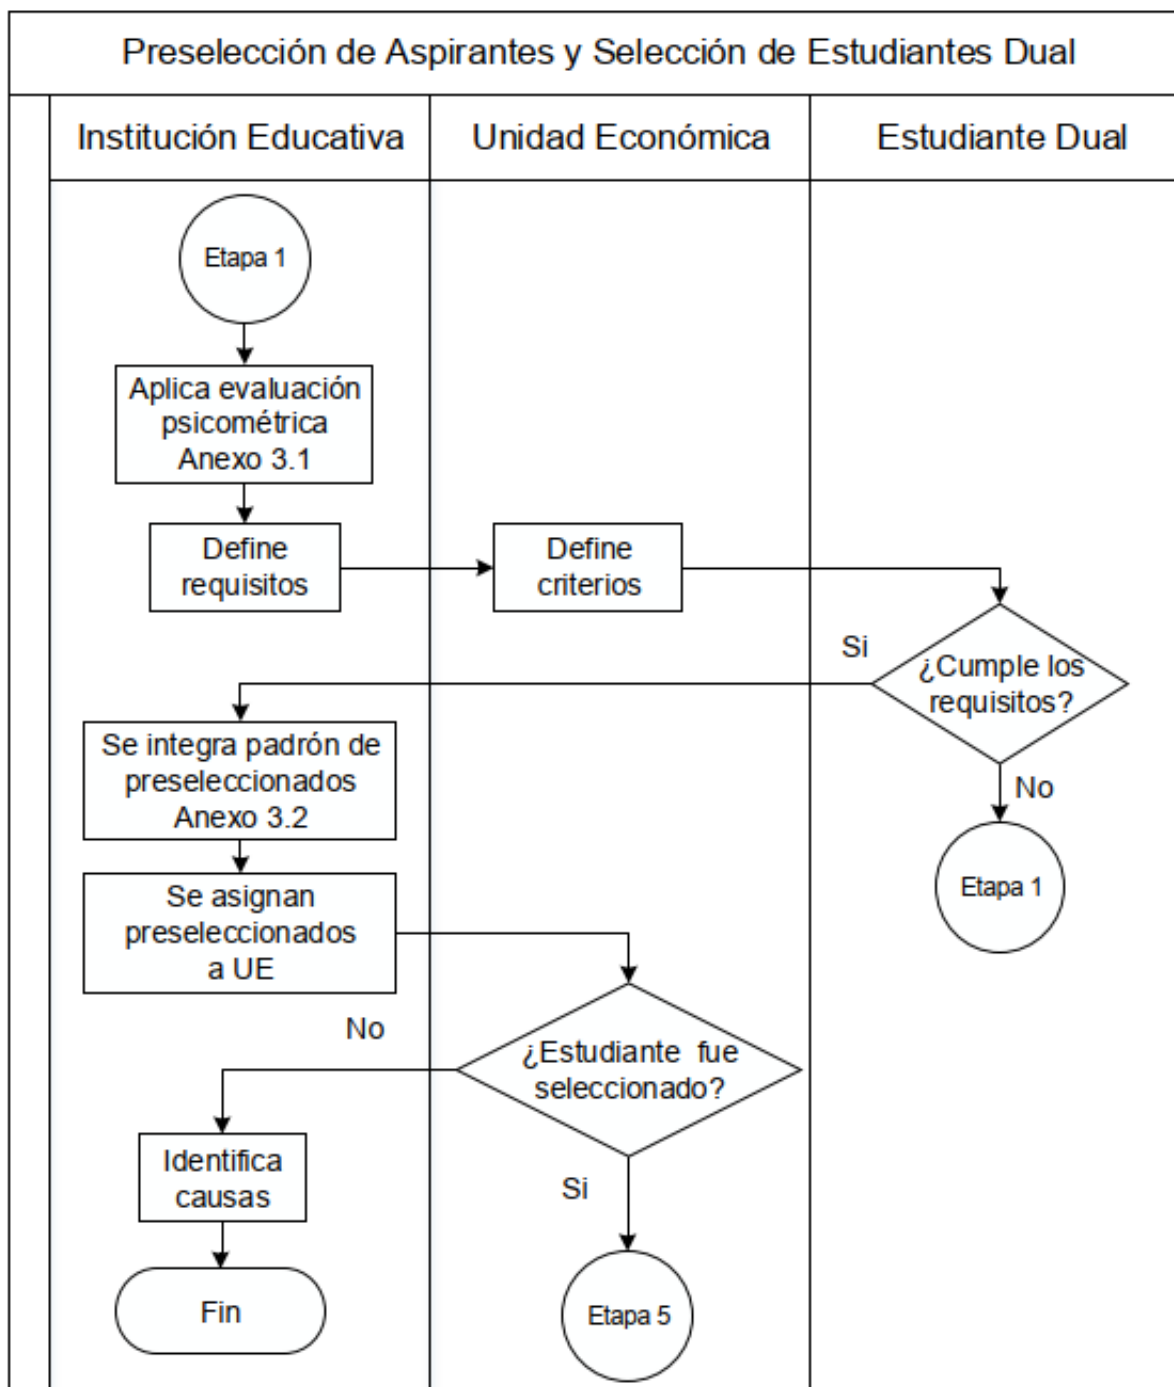 Preselección de Aspirantes y Selección de Estudiantes Dual
Institución Educativa
Unidad Económica
Estudiante Dual
Etapa 1
Aplica evaluación
psicométrica
Anexo 3.1
Define
requisitos
Define
criterios
¿Cumple los
requisitos?
Si
No
Etapa 1
Se integra padrón de
preseleccionados
Anexo 3.2
Se asignan
preseleccionados
a UE
¿Estudiante fue
seleccionado?
No
Identifica
causas
Fin
Si
Etapa 5